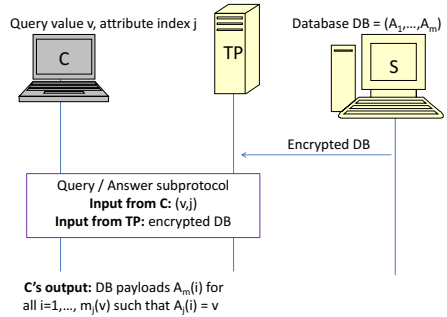 Query value v, attribute index j
Database DB = (A1,…,Am)
C
TP
S
Encrypted DB
Query / Answer subprotocol
Input from C: (v,j)
Input from TP: encrypted DB
C's output: DB payloads Am(i) for
all i=1,…, mj(v) such that Aj(i) = v